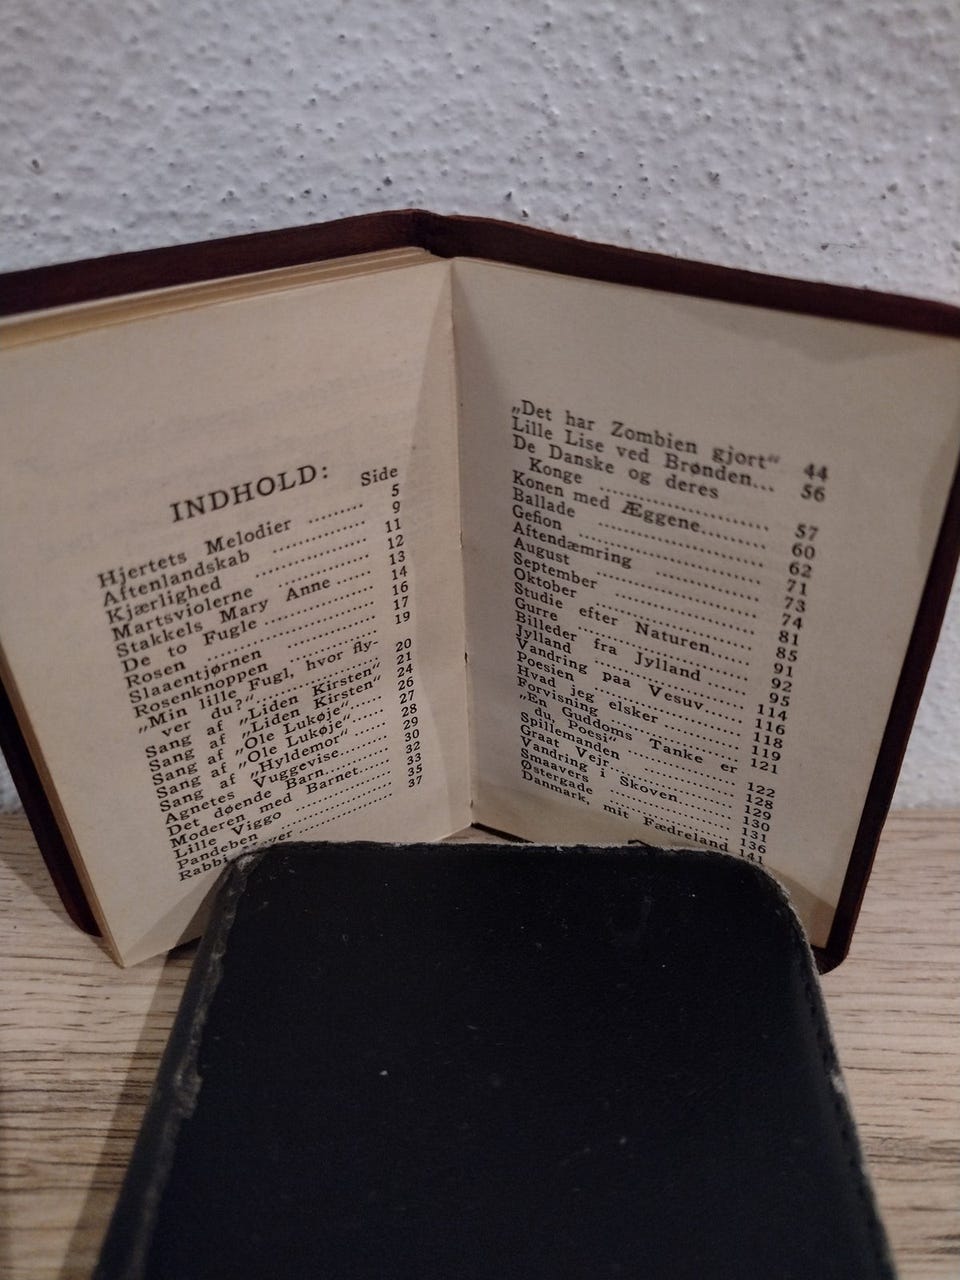 INDHOLD:
Side
Hjertets Melodier ......... 5
Aftenlandskab ............... 9
Kjærlighed .................. 11
Martsviolerne ............... 12
Stakkels Mary Anne ...... 13
De to Fugle ................. 14
Rosen ....................... 16
Slaaentjørnen ............... 17
Rosenknoppen ................ 19
„Min lille Fugl, hvor fly-
ver du?“ .................... 20
Sang af „Liden Kirsten“ 21
Sang af „Liden Kirsten“ 24
Sang af „Ole Lukøje“ ...... 26
Sang af „Ole Lukøje“ ...... 27
Sang af „Hyldemor“ ........ 28
Agnetes Vuggevise ......... 29
Det døende Barn ............ 30
Moderen med Barnet ........ 32
Lille Viggo ................. 33
Pandeben .................... 35
Rabbi ....................... 37
„Det har Zombien gjort“ 44
Lille Lise ved Brønden... 56
De Danske og deres
Konge ....................... 57
Konen med Æggene .......... 60
Ballade ..................... 62
Gefion ...................... 71
Aftendæmring ................ 73
August ...................... 74
September ................... 81
Oktober ..................... 85
Studie efter Naturen ...... 91
Gurre ....................... 92
Billeder fra Jylland ...... 95
Jylland ..................... 114
Vandring paa Vesuv ........ 116
Poesien ..................... 118
Hvad jeg elsker ............ 119
Forvisning .................. 121
„En Guddoms Tanke er
du, Poesi“ .................. 122
Spillemanden ................ 128
Graat Vejr .................. 129
Vandring i Skoven ......... 130
Smaavers .................... 131
Østergade ................... 136
Danmark, mit Fædreland 141